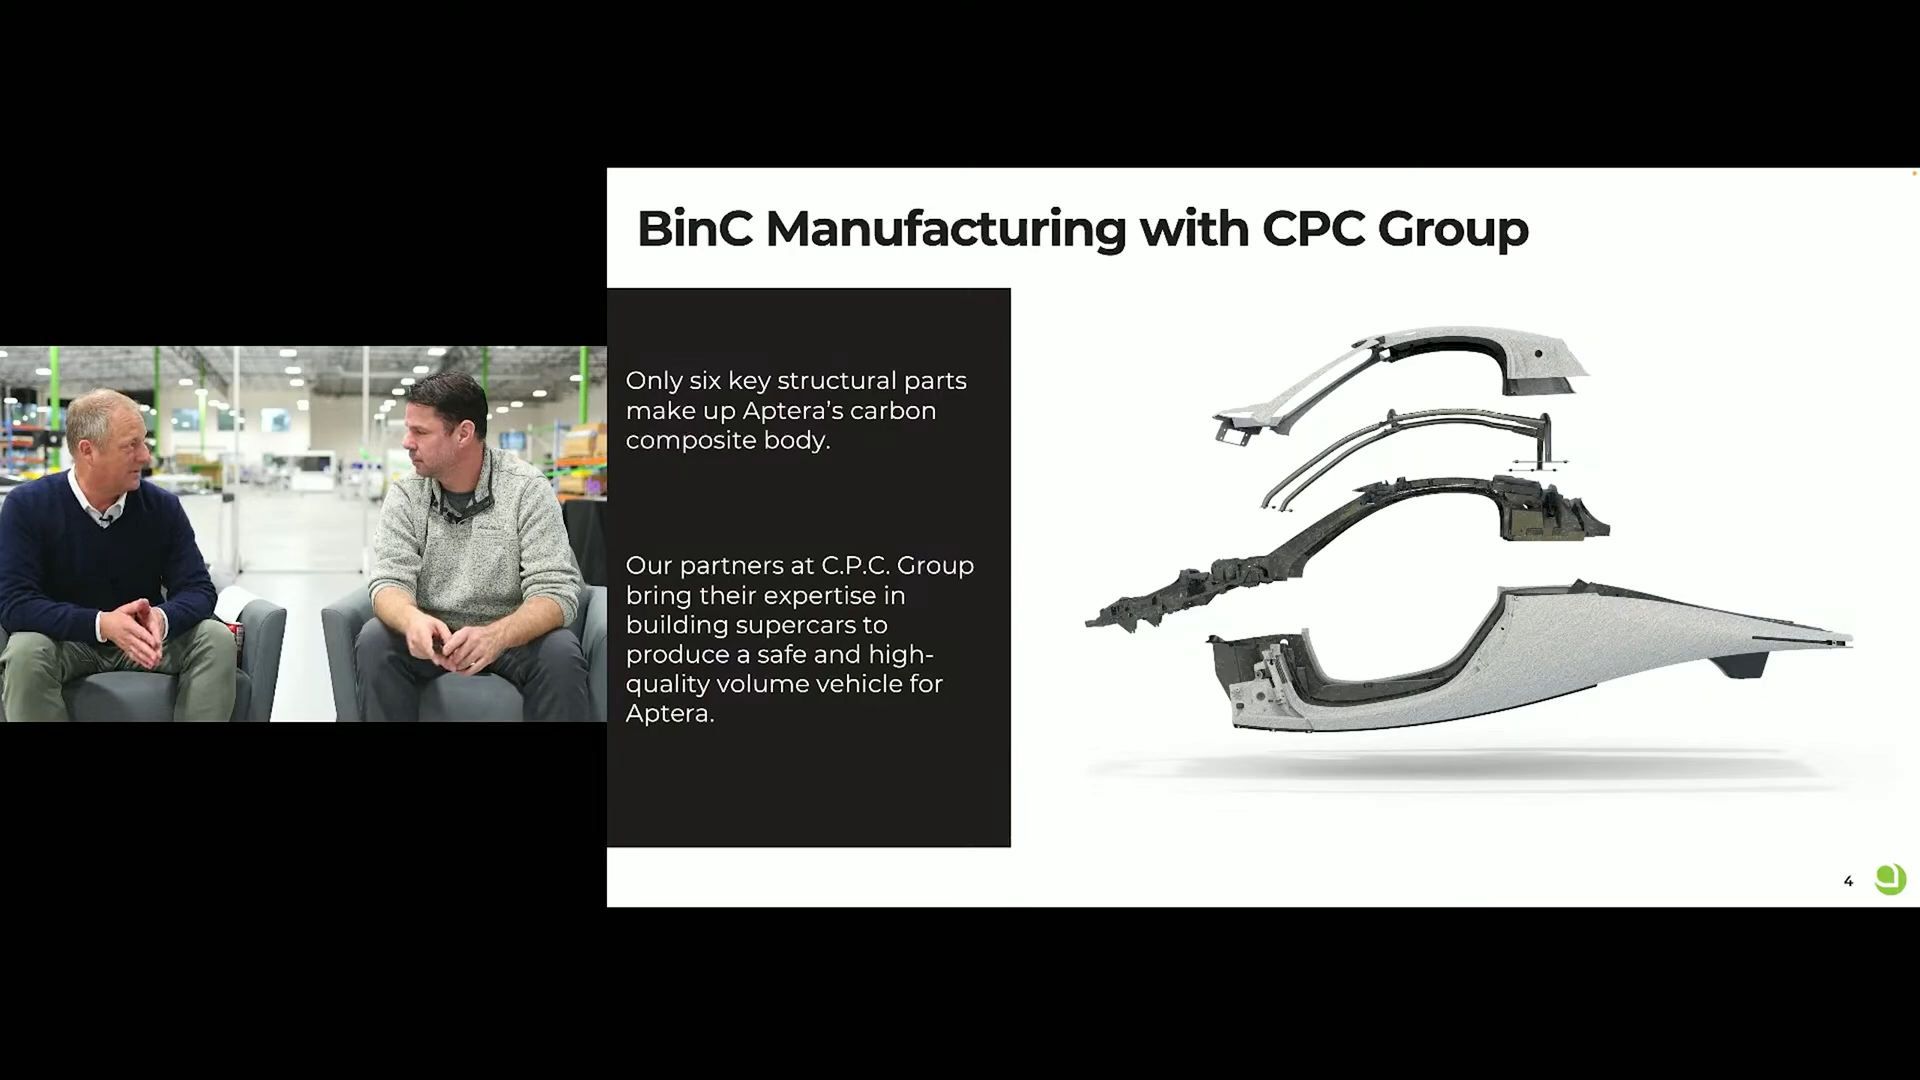 BinC Manufacturing with CPC Group
Only six key structural parts
make up Aptera’s carbon
composite body.
Our partners at C.P.C. Group
bring their expertise in
building supercars to
produce a safe and high-
quality volume vehicle for
Aptera.
4